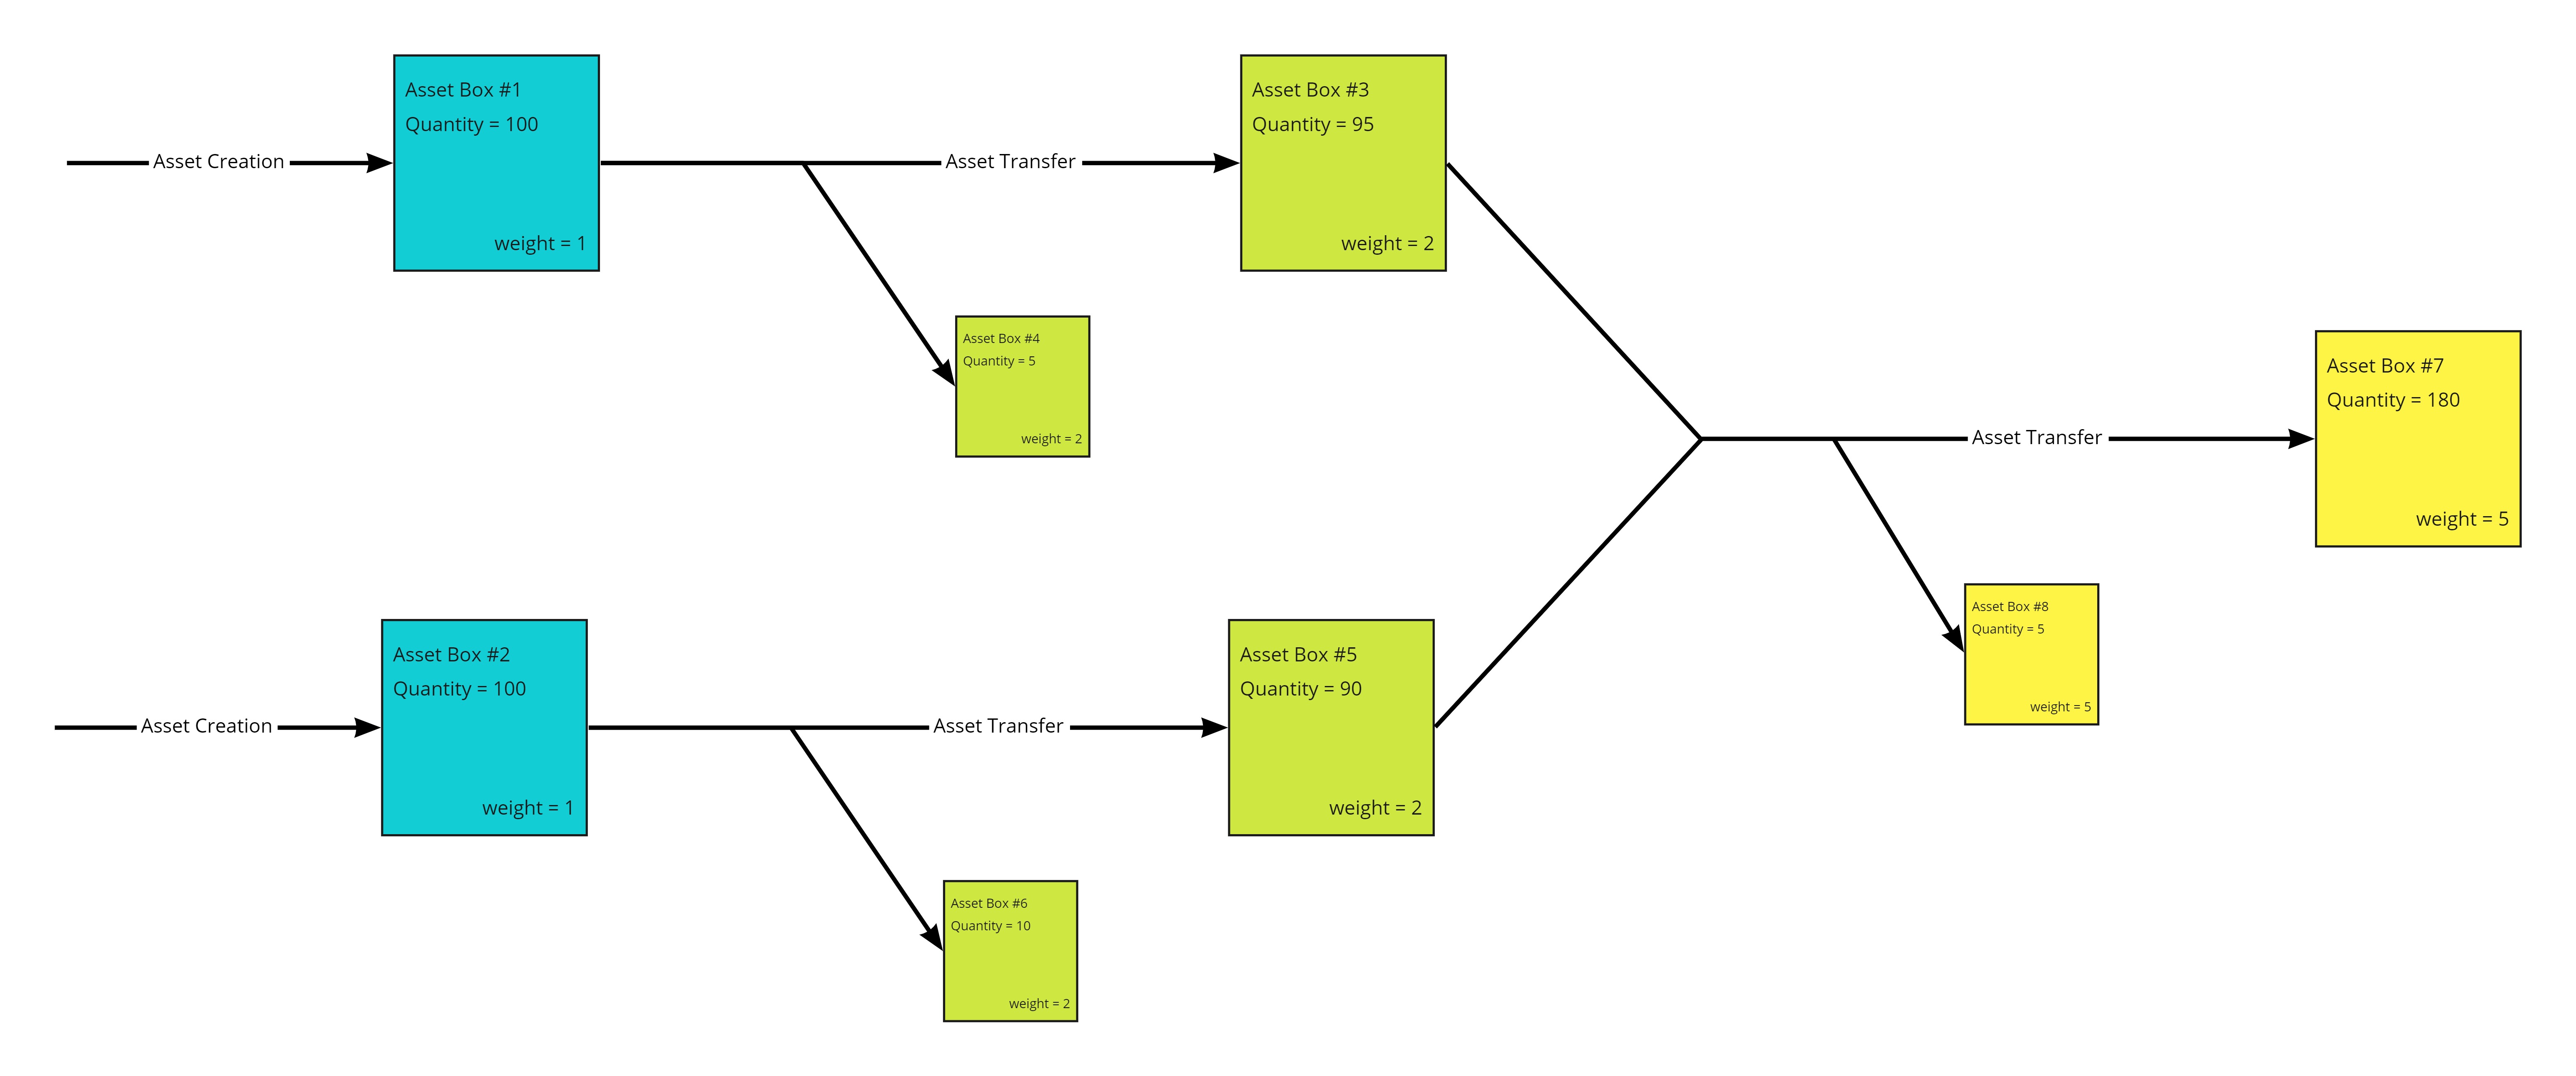 Asset Creation
Asset Box #1
Quantity = 100
weight = 1
Asset Transfer
Asset Box #3
Quantity = 95
weight = 2
Asset Box #4
Quantity = 5
weight = 2
Asset Creation
Asset Box #2
Quantity = 100
weight = 1
Asset Transfer
Asset Box #5
Quantity = 90
weight = 2
Asset Box #6
Quantity = 10
weight = 2
Asset Transfer
Asset Box #7
Quantity = 180
weight = 5
Asset Box #8
Quantity = 5
weight = 5